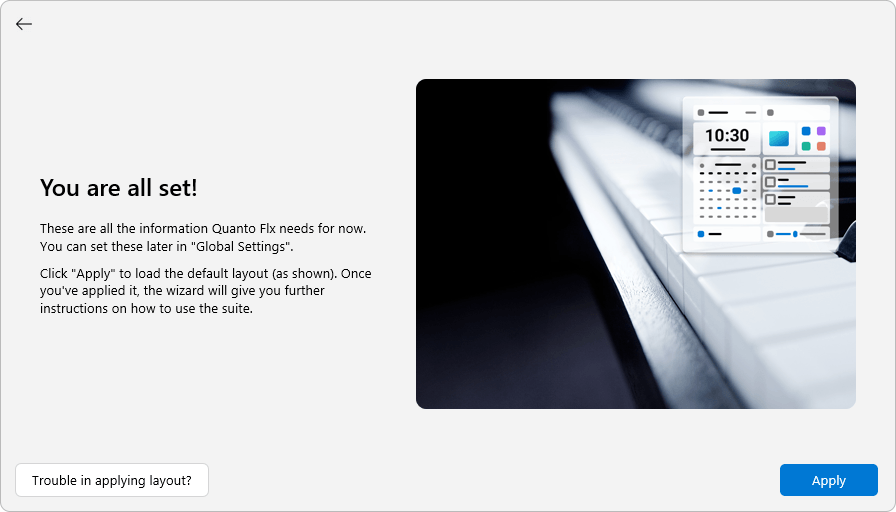 You are all set!
These are all the information Quanto Flx needs for now.
You can set these later in "Global Settings".
Click "Apply" to load the default layout (as shown). Once
you've applied it, the wizard will give you further
instructions on how to use the suite.
10:30
Trouble in applying layout?
Apply